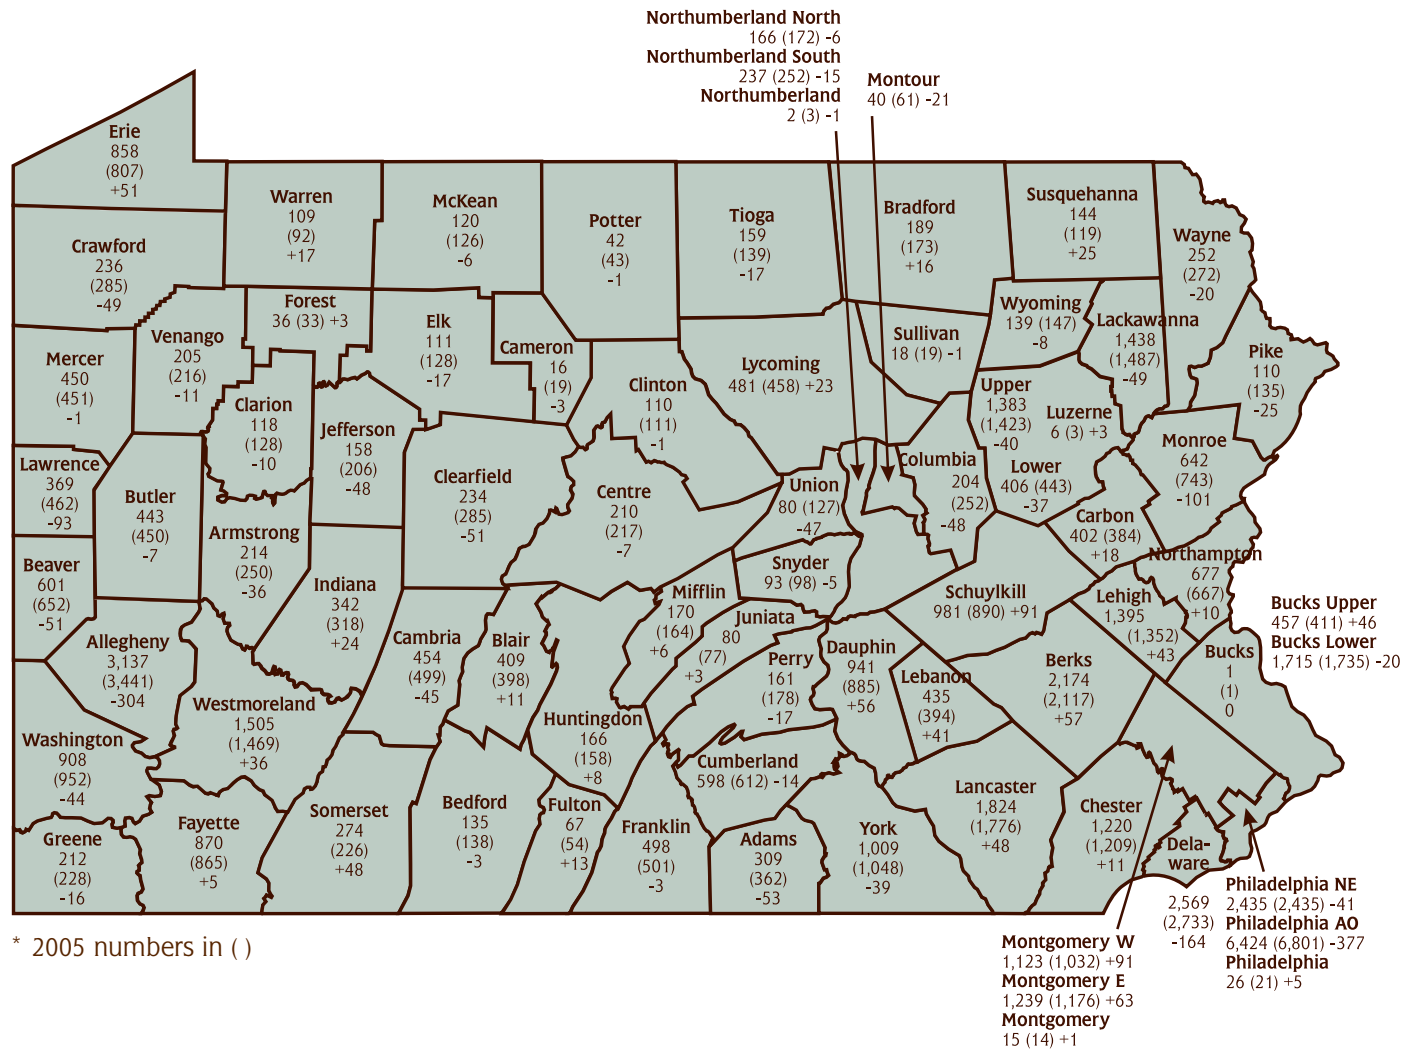 Northumberland North
166 (172) -6
Northumberland South
237 (252) -15
Northumberland
2 (3) -1
Montour
40 (61) -21
Erie
858
(807)
+51
Warren
109
(92)
+17
McKean
120
(126)
-6
Potter
42
(43)
-1
Tioga
159
(139)
-17
Bradford
189
(173)
+16
Susquehanna
144
(119)
+25
Wayne
252
(272)
-20
Crawford
236
(285)
-49
Forest
36 (33) +3
Venango
205
(216)
-11
Elk
111
(128)
-17
Cameron
16
(19)
-3
Sullivan
18 (19) -1
Wyoming
139 (147)
-8
Lackawanna
1,438
(1,487)
-49
Pike
110
(135)
-25
Mercer
450
(451)
-1
Clarion
118
(128)
-10
Jefferson
158
(206)
-48
Clinton
110
(111)
-1
Lycoming
481 (458) +23
Upper
1,383
(1,423)
-40
Luzerne
6 (3) +3
Lower
406 (443)
-37
Monroe
642
(743)
-101
Lawrence
369
(462)
-93
Butler
443
(450)
-7
Clearfield
234
(285)
-51
Centre
210
(217)
-7
Union
80 (127)
-47
Columbia
204
(252)
-48
Carbon
402 (384)
+18
Armstrong
214
(250)
-36
Beaver
601
(652)
-51
Indiana
342
(318)
+24
Snyder
93 (98) -5
Schuylkill
981 (890) +91
Northampton
677
(667)
+10
Lehigh
1,395
(1,352)
+43
Bucks Upper
457 (411) +46
Bucks Lower
1,715 (1,735) -20
Bucks
1
(1)
0
Allegheny
3,137
(3,441)
-304
Cambria
454
(499)
-45
Blair
409
(398)
+11
Mifflin
170
(164)
+6
Juniata
80
(77)
+3
Perry
161
(178)
-17
Dauphin
941
(885)
+56
Lebanon
435
(394)
+41
Berks
2,174
(2,117)
+57
Westmoreland
1,505
(1,469)
+36
Washington
908
(952)
-44
Huntingdon
166
(158)
+8
Cumberland
598 (612) -14
Lancaster
1,824
(1,776)
+48
Chester
1,220
(1,209)
+11
Greene
212
(228)
-16
Fayette
870
(865)
+5
Somerset
274
(226)
+48
Bedford
135
(138)
-3
Fulton
67
(54)
+13
Franklin
498
(501)
-3
Adams
309
(362)
-53
York
1,009
(1,048)
-39
Dela-
ware
2,569
(2,733)
-164
Philadelphia NE
2,435 (2,435) -41
Philadelphia AO
6,424 (6,801) -377
Philadelphia
26 (21) +5
Montgomery W
1,123 (1,032) +91
Montgomery E
1,239 (1,176) +63
Montgomery
15 (14) +1
* 2005 numbers in ( )